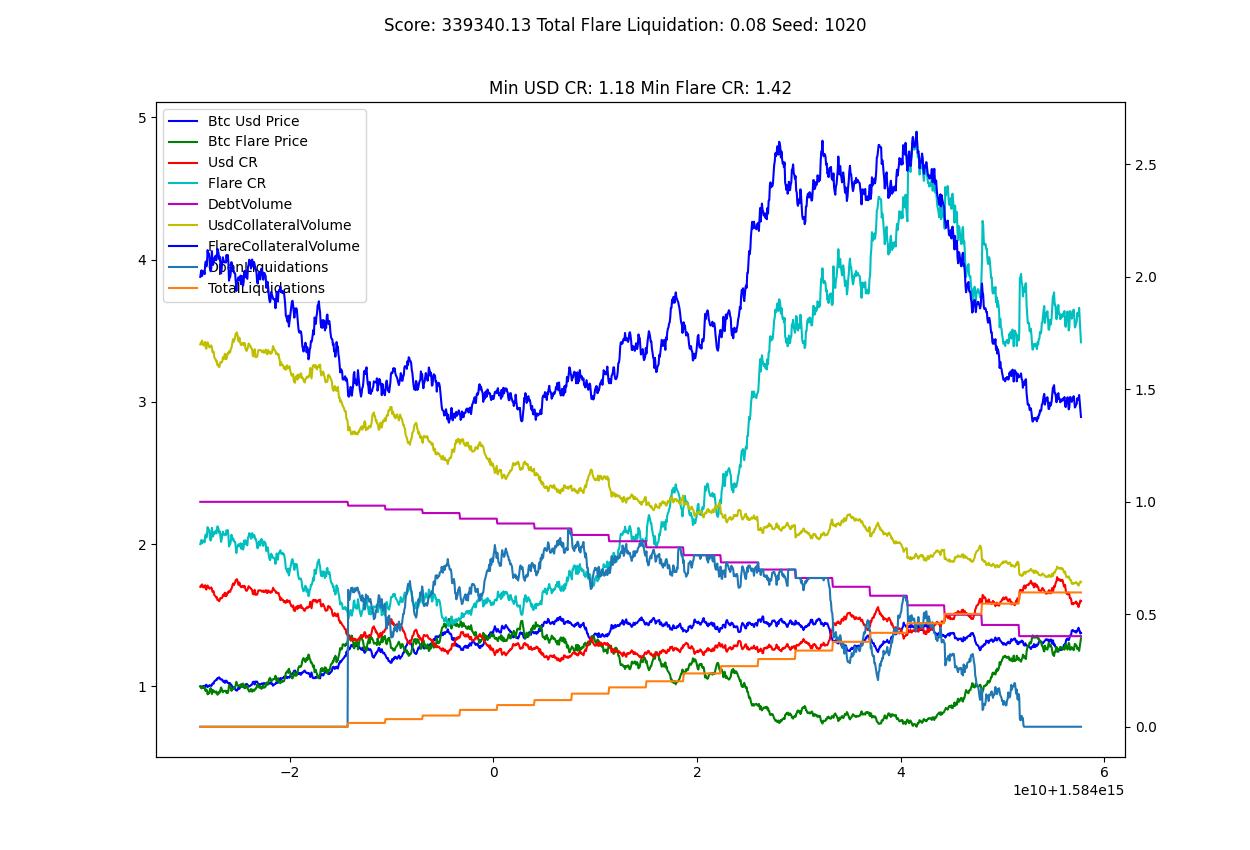 Score: 339340.13 Total Flare Liquidation: 0.08 Seed: 1020
Min USD CR: 1.18 Min Flare CR: 1.42
Btc Usd Price
Btc Flare Price
Usd CR
Flare CR
DebtVolume
UsdCollateralVolume
FlareCollateralVolume
OpenLiquidations
TotalLiquidations
5
4
3
2
1
2.5
2.0
1.5
1.0
0.5
0.0
−2 0 2 4 6
1e10+1.584e15